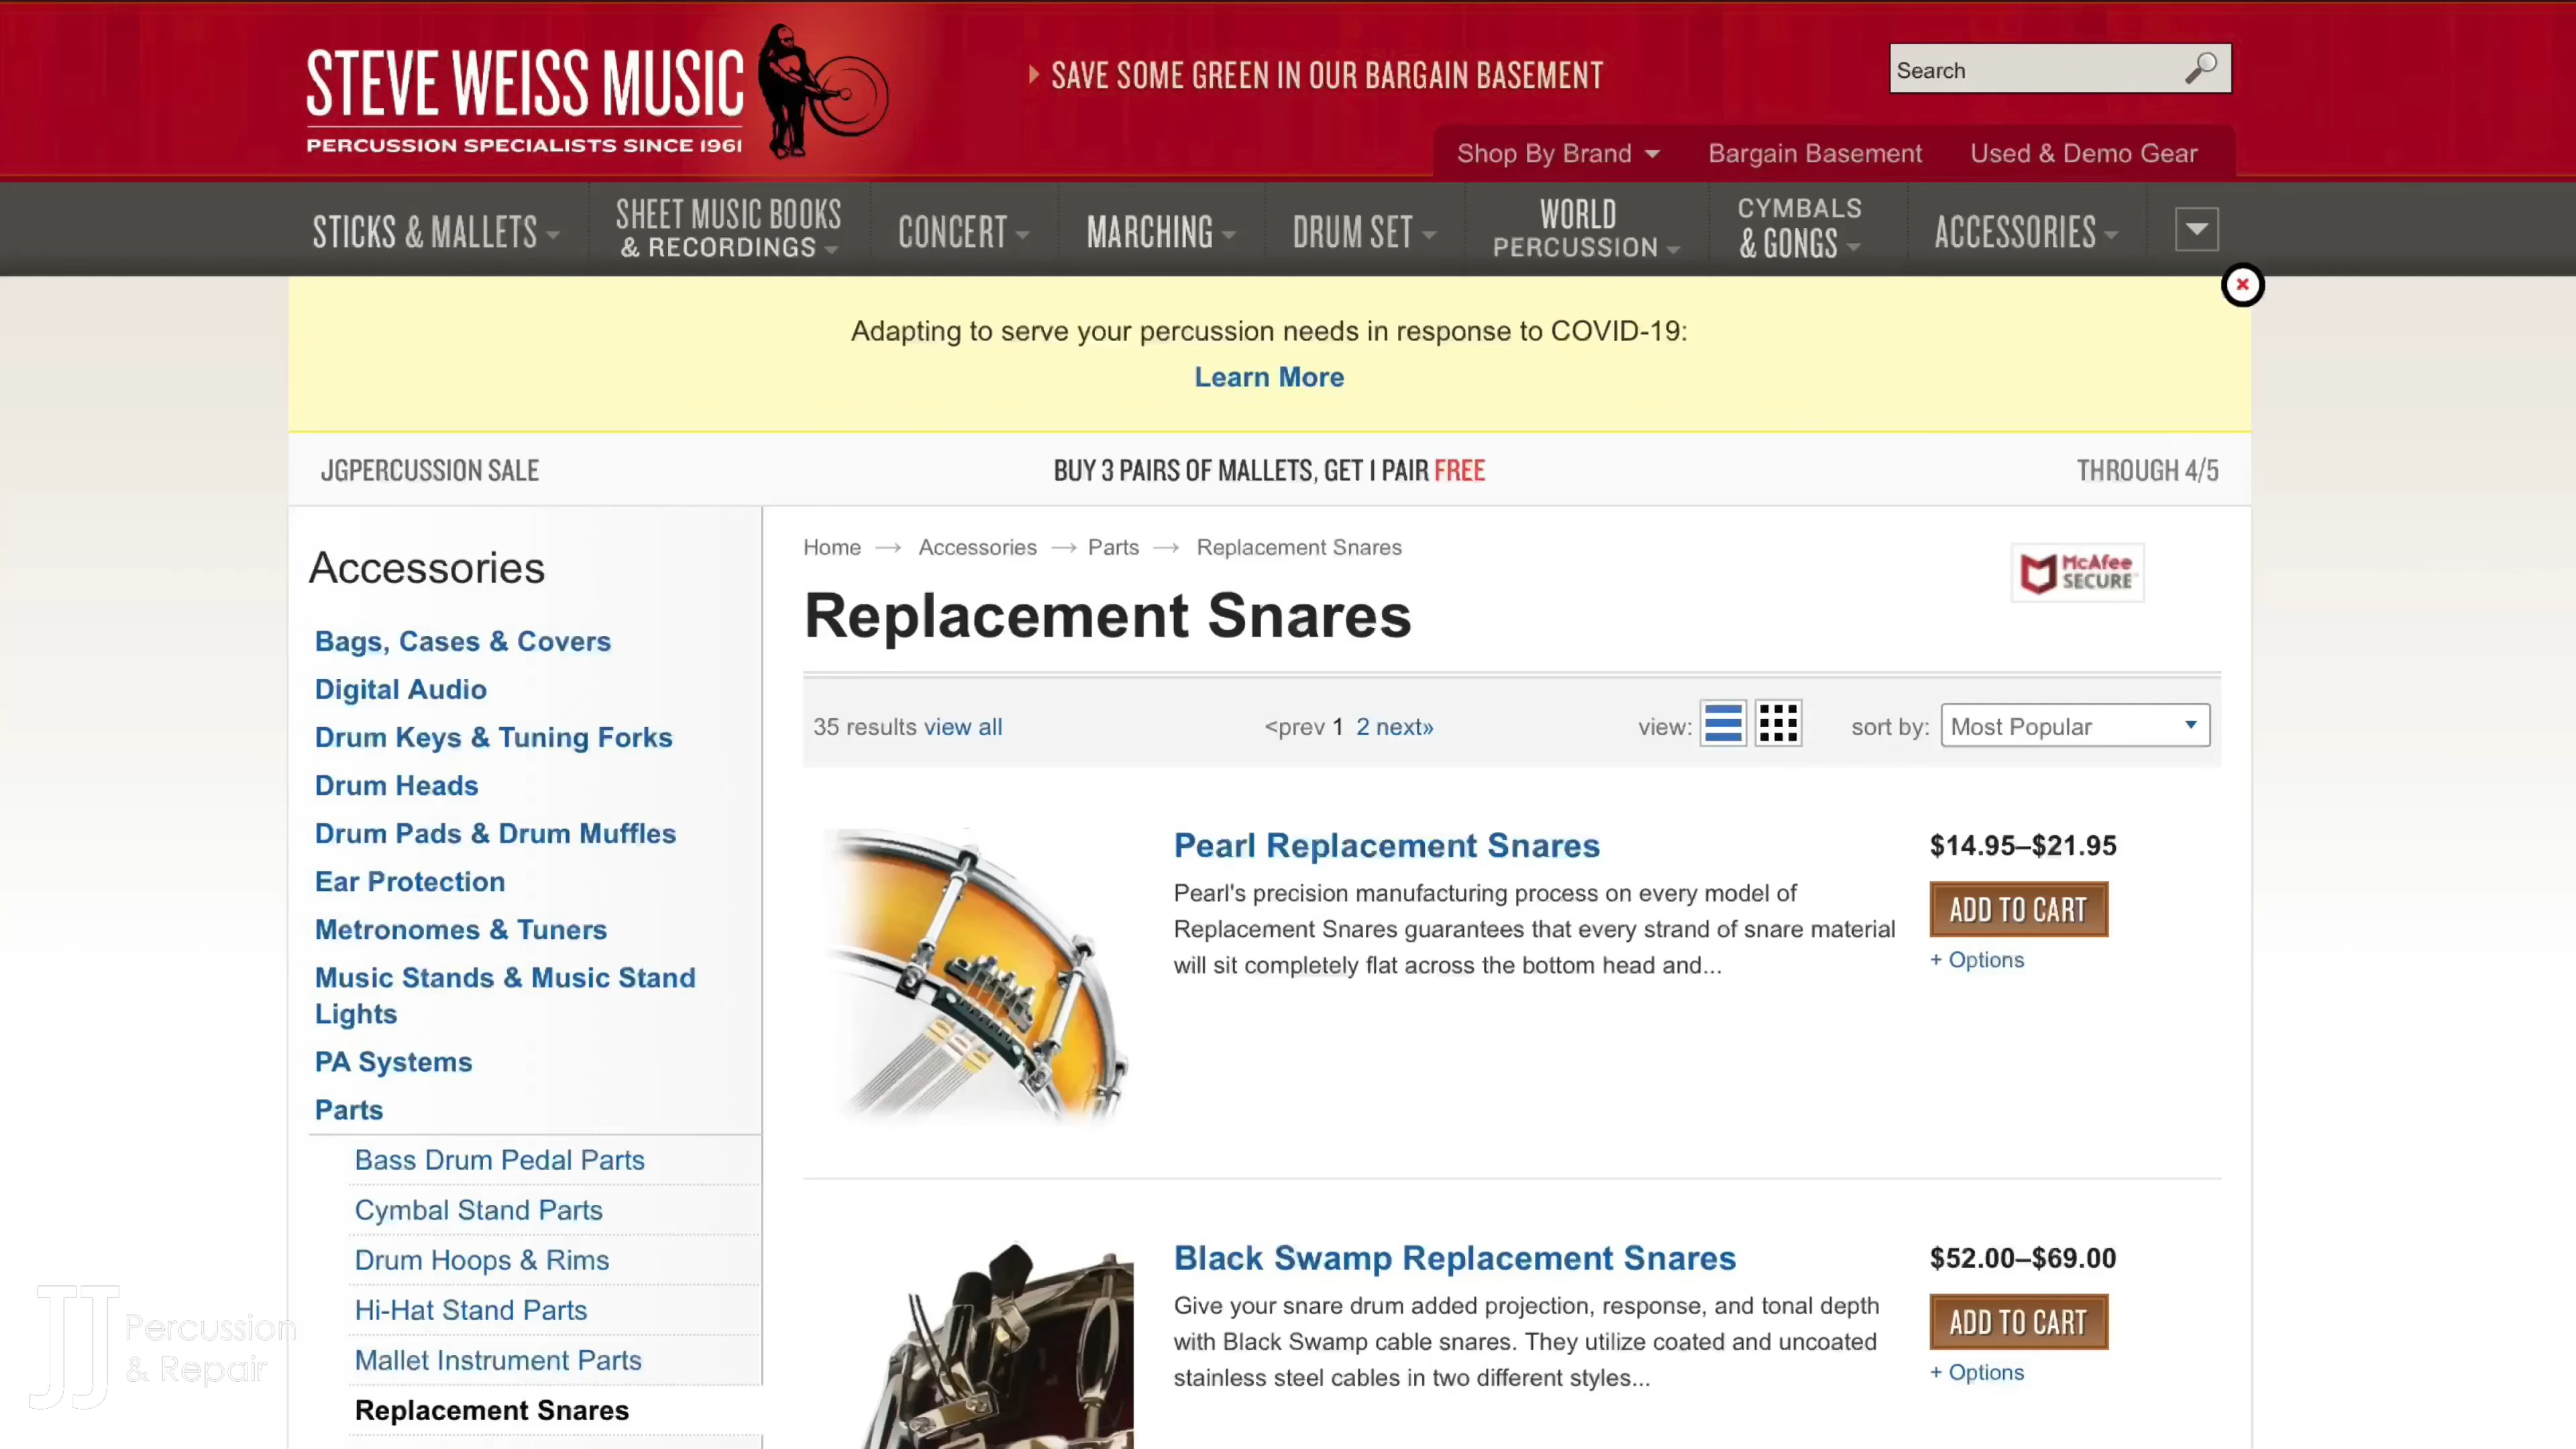 STEVE WEISS MUSIC
PERCUSSION SPECIALISTS SINCE 1961
SAVE SOME GREEN IN OUR BARGAIN BASEMENT
Search
Shop By Brand
Bargain Basement
Used & Demo Gear
STICKS & MALLETS
SHEET MUSIC BOOKS
& RECORDINGS
CONCERT
MARCHING
DRUM SET
WORLD
PERCUSSION
CYMBALS
& GONGS
ACCESSORIES
Adapting to serve your percussion needs in response to COVID-19:
Learn More
JGPERCUSSION SALE
BUY 3 PAIRS OF MALLETS, GET 1 PAIR FREE
THROUGH 4/5
Accessories
Bags, Cases & Covers
Digital Audio
Drum Keys & Tuning Forks
Drum Heads
Drum Pads & Drum Muffles
Ear Protection
Metronomes & Tuners
Music Stands & Music Stand
Lights
PA Systems
Parts
Bass Drum Pedal Parts
Cymbal Stand Parts
Drum Hoops & Rims
Hi-Hat Stand Parts
Mallet Instrument Parts
Replacement Snares
Home → Accessories → Parts → Replacement Snares
McAfee
SECURE
Replacement Snares
35 results view all
<prev 1 2 next»
view:
sort by: Most Popular
Pearl Replacement Snares
Pearl's precision manufacturing process on every model of
Replacement Snares guarantees that every strand of snare material
will sit completely flat across the bottom head and...
$14.95–$21.95
ADD TO CART
+ Options
Black Swamp Replacement Snares
Give your snare drum added projection, response, and tonal depth
with Black Swamp cable snares. They utilize coated and uncoated
stainless steel cables in two different styles...
$52.00–$69.00
ADD TO CART
+ Options
JJ Percussion
& Repair